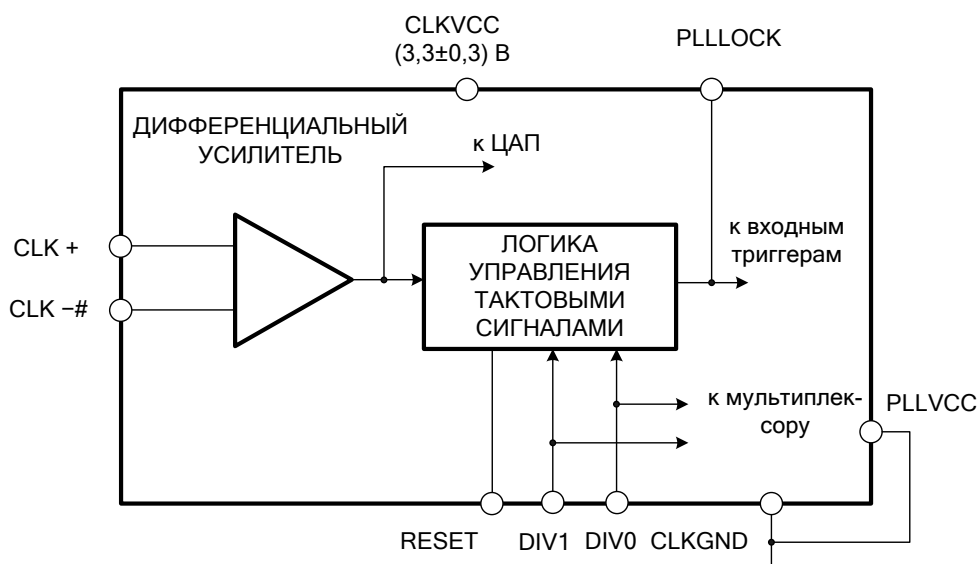 CLKVCC
(3,3±0,3) В
PLLLOCK
ДИФФЕРЕНЦИАЛЬНЫЙ
УСИЛИТЕЛЬ
к ЦАП
CLK +
CLK −#
ЛОГИКА
УПРАВЛЕНИЯ
ТАКТОВЫМИ
СИГНАЛАМИ
к входным
триггерам
к мультиплек-
сору
PLLVCC
RESET
DIV1
DIV0
CLKGND